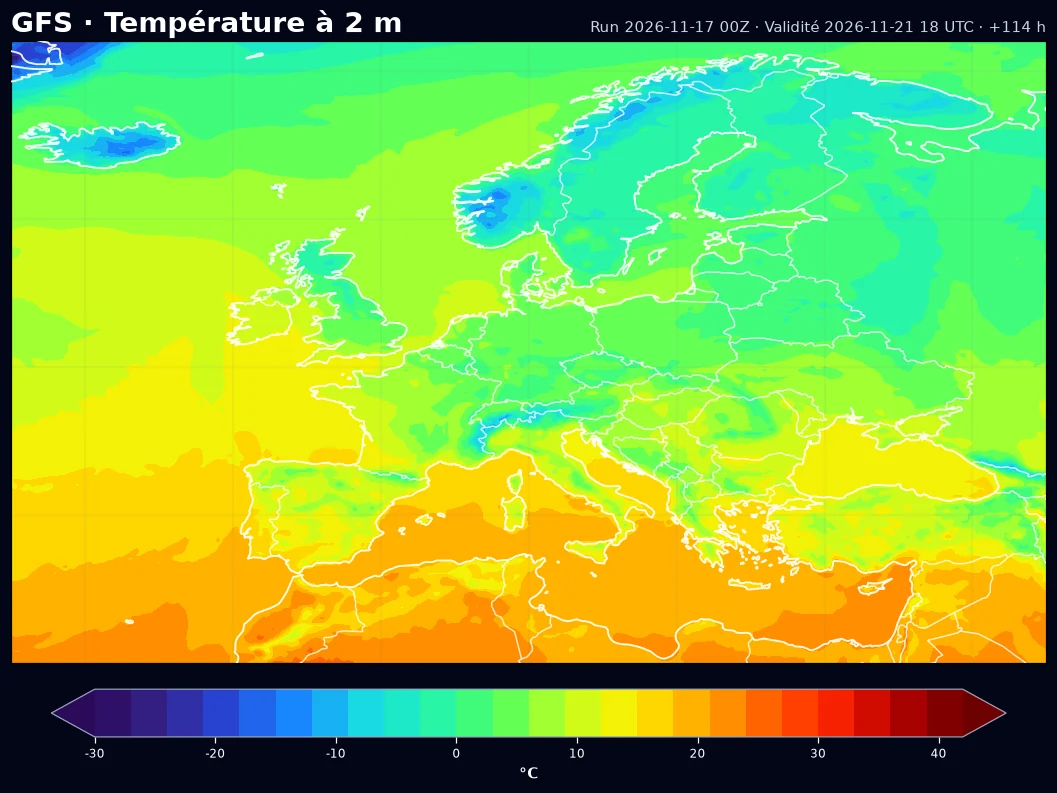 GFS · Température à 2 m
Run 2026-11-17 00Z · Validité 2026-11-21 18 UTC · +114 h
-30 -20 -10 0 10 20 30 40
°C